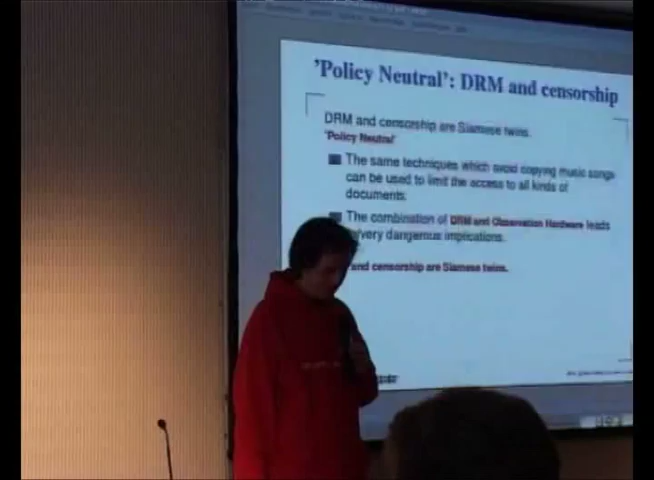 'Policy Neutral': DRM and censorship
DRM and censorship are Siamese twins.
'Policy Neutral'
The same techniques which avoid copying music songs
can be used to limit the access to all kinds of
documents.
The combination of DRM and Observation Hardware leads
very dangerous implications.
and censorship are Siamese twins.